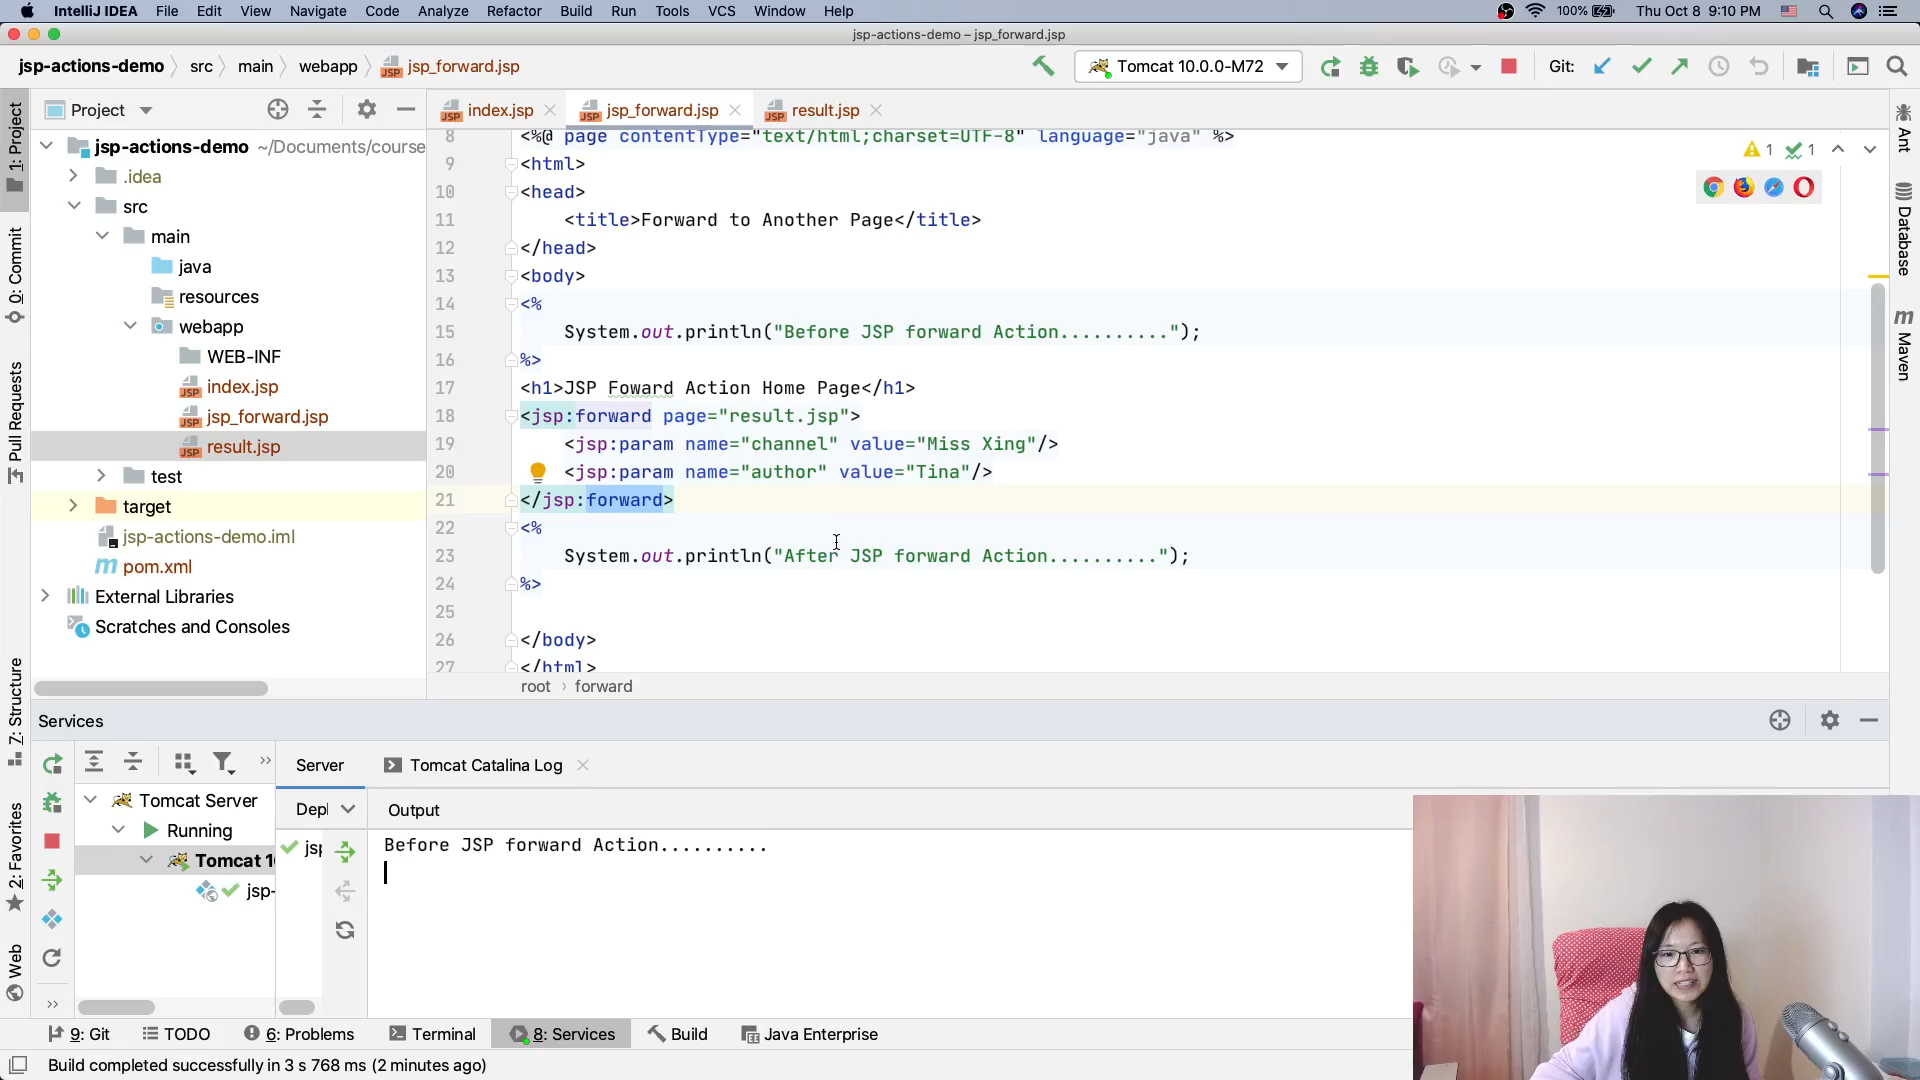 IntelliJ IDEA File Edit View Navigate Code Analyze Refactor Build Run Tools VCS Window Help 100% Thu Oct 8 9:10 PM
jsp-actions-demo – jsp_forward.jsp
jsp-actions-demo src main webapp jsp_forward.jsp Tomcat 10.0.0-M72 Git:
Project index.jsp jsp_forward.jsp result.jsp
1: Project
0: Commit
Pull Requests
Z: Structure
2: Favorites
Web
Ant
Database
Maven
jsp-actions-demo ~/Documents/course
.idea
src
main
java
resources
webapp
WEB-INF
index.jsp
jsp_forward.jsp
result.jsp
test
target
jsp-actions-demo.iml
pom.xml
External Libraries
Scratches and Consoles
1 1
8 <%@ page contentType="text/html;charset=UTF-8" language="java" %>
9 <html>
10 <head>
11 <title>Forward to Another Page</title>
12 </head>
13 <body>
14 <%
15 System.out.println("Before JSP forward Action..........");
16 %>
17 <h1>JSP Foward Action Home Page</h1>
18 <jsp:forward page="result.jsp">
19 <jsp:param name="channel" value="Miss Xing"/>
20 <jsp:param name="author" value="Tina"/>
21 </jsp:forward>
22 <%
23 System.out.println("After JSP forward Action..........");
24 %>
25
26 </body>
27 </html>
root › forward
Services
Server Tomcat Catalina Log
Tomcat Server
Running
Tomcat 1
jsp-
Depl Output
jsp
Before JSP forward Action..........
9: Git TODO 6: Problems Terminal 8: Services Build Java Enterprise
Build completed successfully in 3 s 768 ms (2 minutes ago)